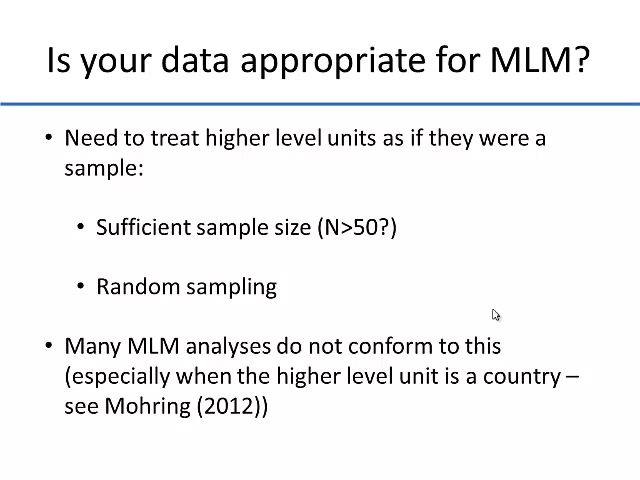 Is your data appropriate for MLM?
• Need to treat higher level units as if they were a
sample:
• Sufficient sample size (N>50?)
• Random sampling
• Many MLM analyses do not conform to this
(especially when the higher level unit is a country –
see Mohring (2012))